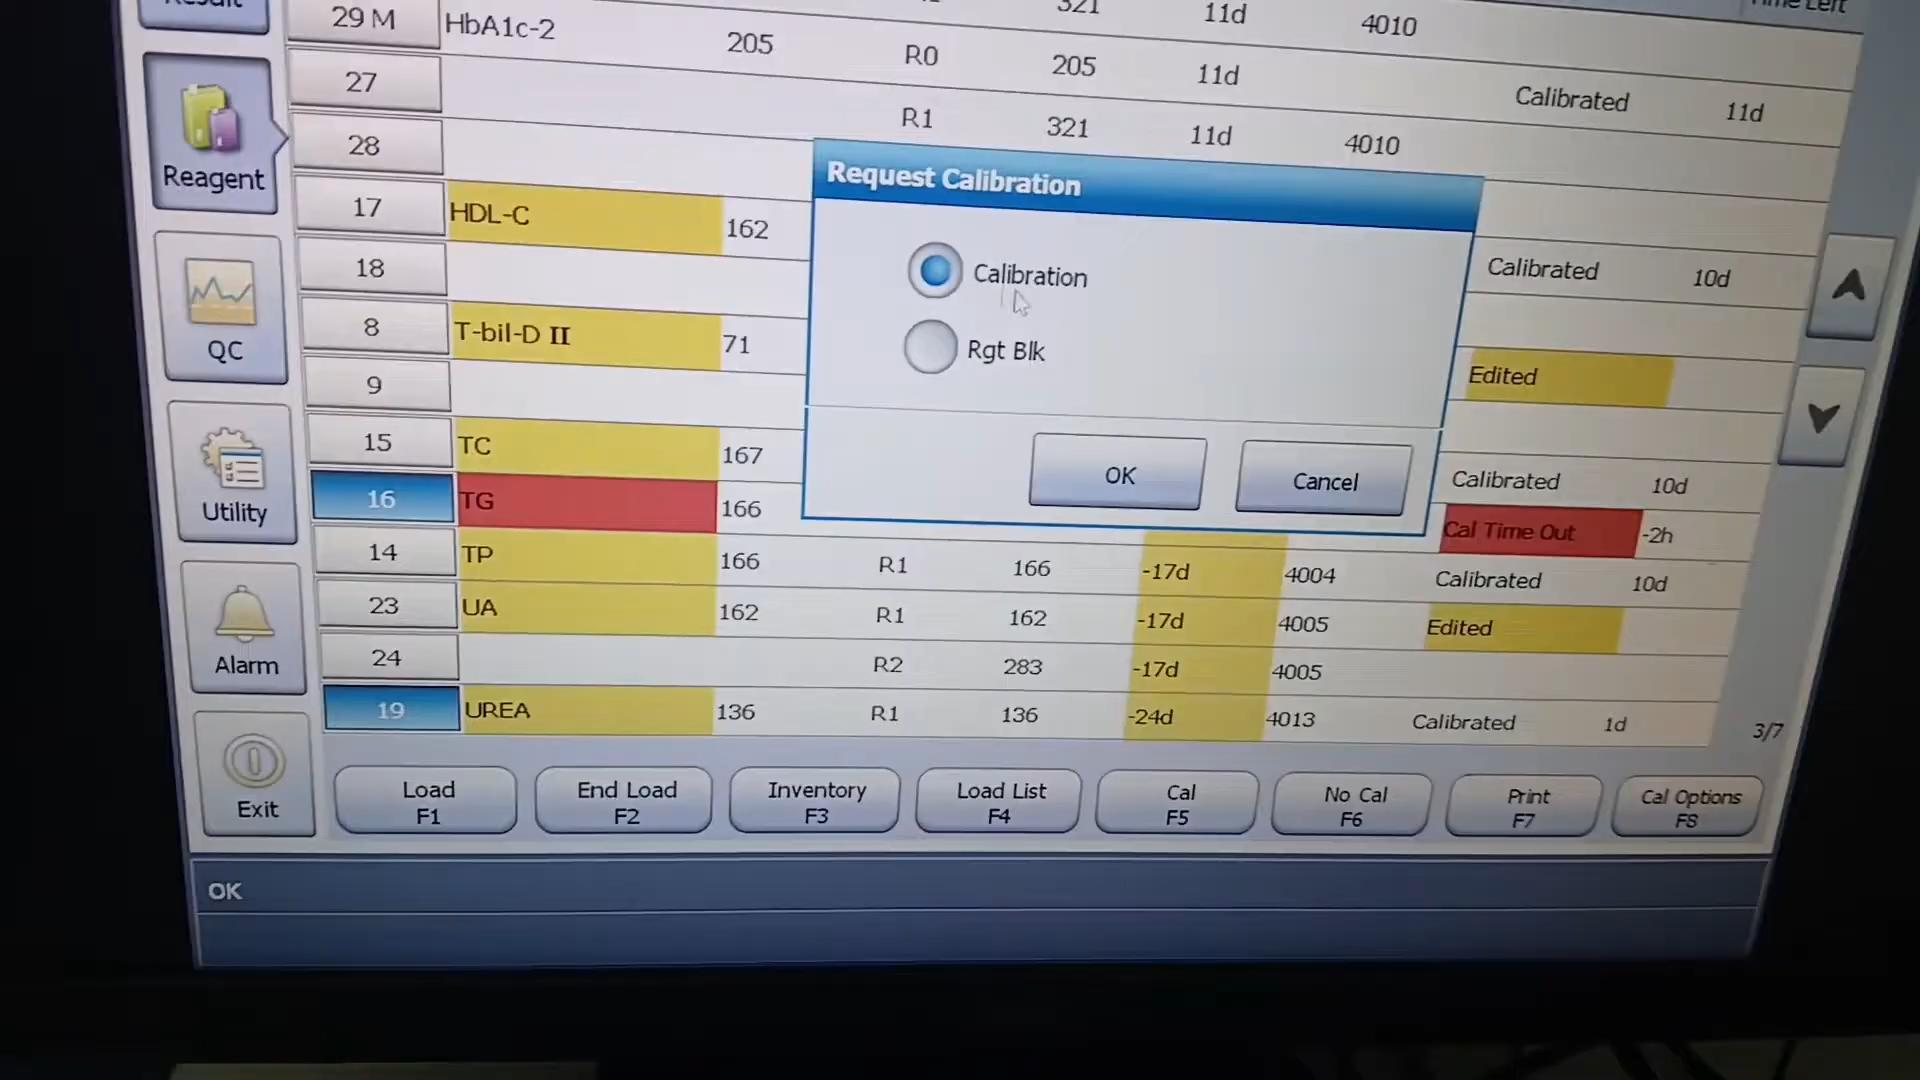 Result
Time Left
29 M HbA1c-2 205 R0 205 11d 4010
321 11d
27 Calibrated 11d
28 R1 321 11d 4010
17 HDL-C 162 Calibrated 10d
18
8 T-bil-D II 71 Edited
9
15 TC 167 Calibrated 10d
16 TG 166 Cal Time Out -2h
14 TP 166 R1 166 -17d 4004 Calibrated 10d
23 UA 162 R1 162 -17d 4005 Edited
24 R2 283 -17d 4005
19 UREA 136 R1 136 -24d 4013 Calibrated 1d
3/7
Request Calibration
Calibration
Rgt Blk
OK
Cancel
Reagent
QC
Utility
Alarm
Exit
Load
F1
End Load
F2
Inventory
F3
Load List
F4
Cal
F5
No Cal
F6
Print
F7
Cal Options
F8
OK